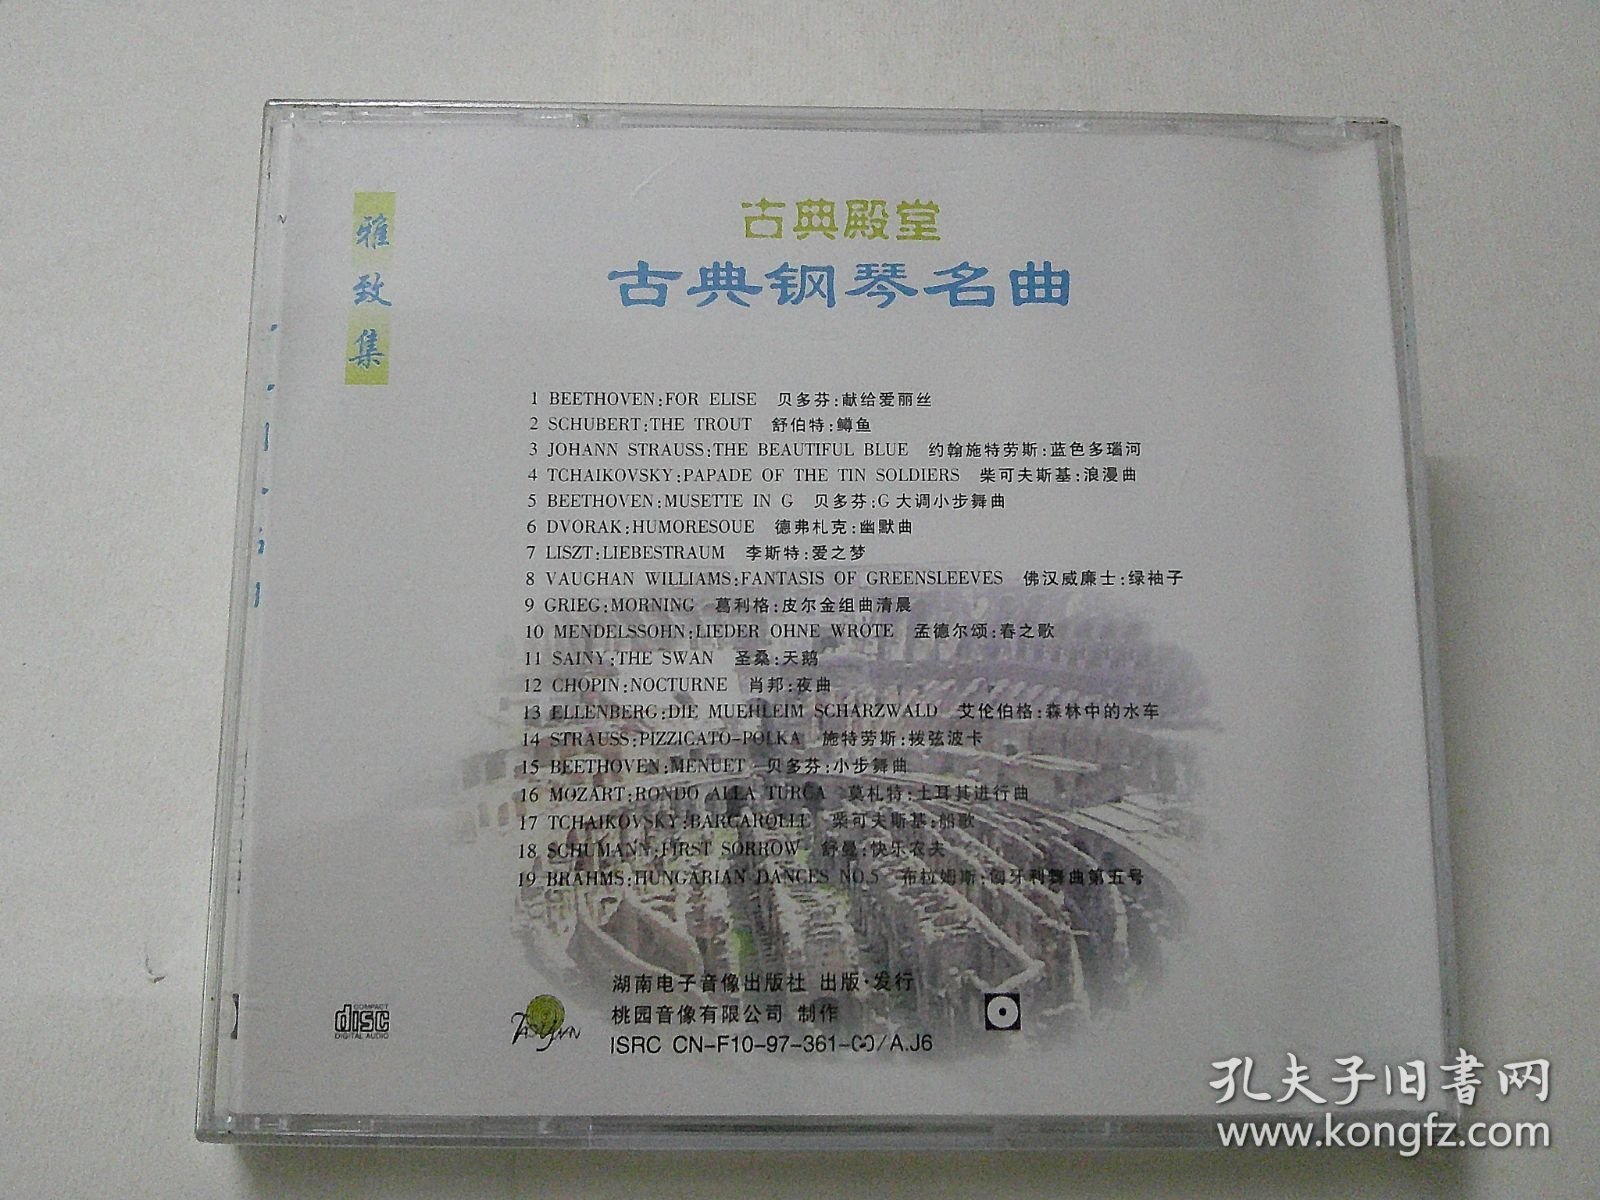 雅致集
古典殿堂
古典钢琴名曲
1 BEETHOVEN:FOR ELISE 贝多芬:献给爱丽丝
2 SCHUBERT:THE TROUT 舒伯特:鳟鱼
3 JOHANN STRAUSS:THE BEAUTIFUL BLUE 约翰施特劳斯:蓝色多瑙河
4 TCHAIKOVSKY:PAPADE OF THE TIN SOLDIERS 柴可夫斯基:浪漫曲
5 BEETHOVEN:MUSETTE IN G 贝多芬:G大调小步舞曲
6 DVORAK:HUMORESOUE 德弗札克:幽默曲
7 LISZT:LIEBESTRAUM 李斯特:爱之梦
8 VAUGHAN WILLIAMS:FANTASIS OF GREENSLEEVES 佛汉威廉士:绿袖子
9 GRIEG:MORNING 葛利格:皮尔金组曲清晨
10 MENDELSSOHN:LIEDER OHNE WROTE 孟德尔颂:春之歌
11 SAINY:THE SWAN 圣桑:天鹅
12 CHOPIN:NOCTURNE 肖邦:夜曲
13 ELLENBERG:DIE MUEHLEIM SCHARZWALD 艾伦伯格:森林中的水车
14 STRAUSS:PIZZICATO-POLKA 施特劳斯:拨弦波卡
15 BEETHOVEN:MENUET 贝多芬:小步舞曲
16 MOZART:RONDO ALLA TURCA 莫札特:土耳其进行曲
17 TCHAIKOVSKY:BARCAROLLE 柴可夫斯基:船歌
18 SCHUMANN:FIRST SORROW 舒曼:快乐农夫
19 BRAHMS:HUNGARIAN DANCES NO.5 布拉姆斯:匈牙利舞曲第五号
湖南电子音像出版社 出版·发行
桃园音像有限公司 制作
ISRC CN-F10-97-361-00/A.J6
COMPACT
disc
DIGITAL AUDIO
孔夫子旧书网
www.kongfz.com